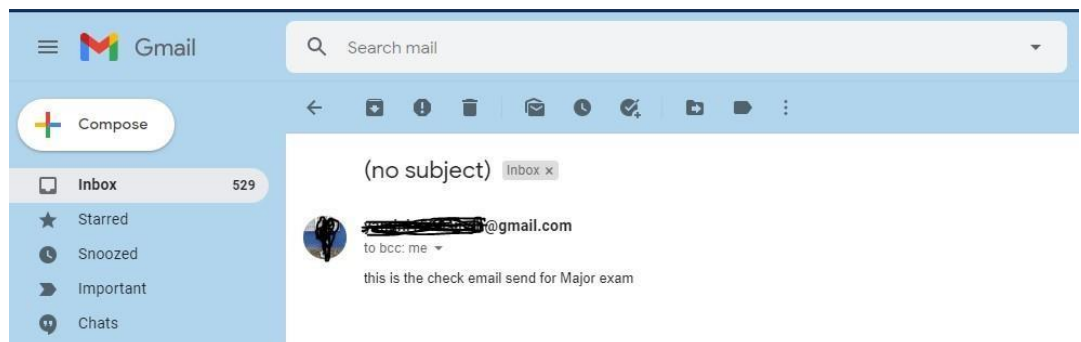 Gmail
Search mail
Compose
(no subject) Inbox x
Inbox 529
@gmail.com
Starred
to bcc: me
Snoozed
this is the check email send for Major exam
Important
Chats